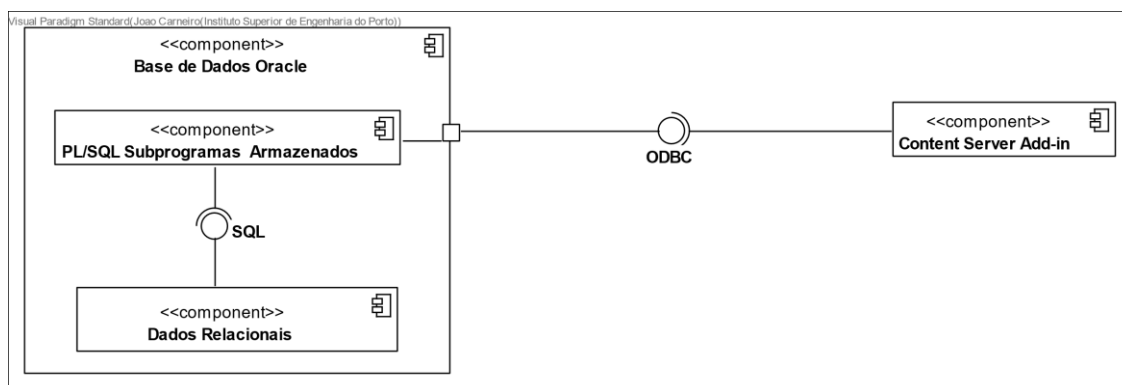 Visual Paradigm Standard(Joao Carneiro(Instituto Superior de Engenharia do Porto))
<<component>>
Base de Dados Oracle
<<component>>
PL/SQL Subprogramas Armazenados
SQL
<<component>>
Dados Relacionais
ODBC
<<component>>
Content Server Add-in